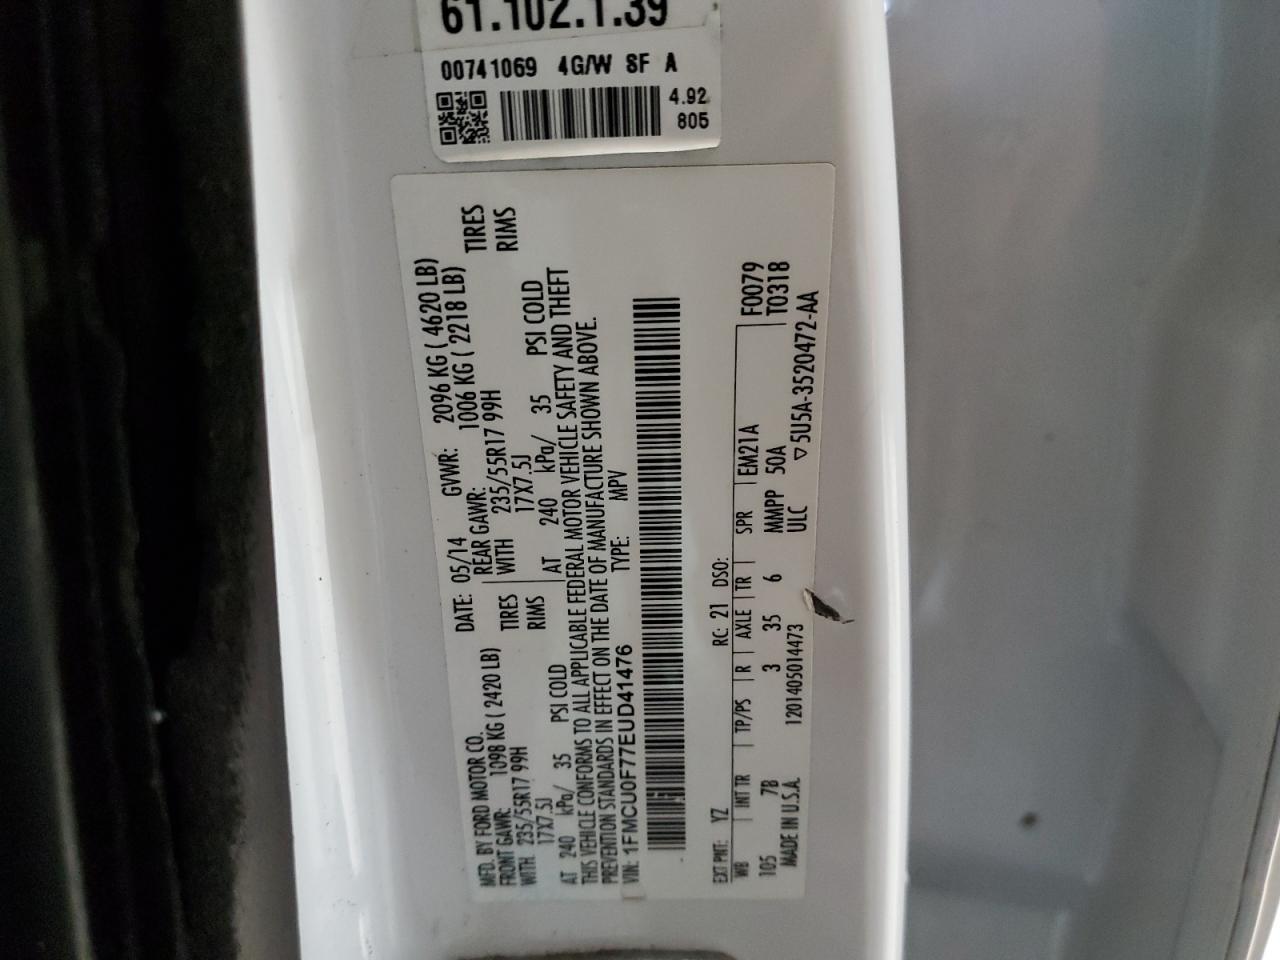 61.102.1.39
00741069 4G/W 8F A
4.92
805
MFD. BY FORD MOTOR CO.
DATE: 05/14 GVWR: 2096 KG ( 4620 LB)
FRONT GAWR: 1098 KG ( 2420 LB) REAR GAWR: 1006 KG ( 2218 LB)
WITH 235/55R17 99H TIRES WITH 235/55R17 99H TIRES
17X7.5J RIMS 17X7.5J RIMS
AT 240 kPa/ 35 PSI COLD AT 240 kPa/ 35 PSI COLD
THIS VEHICLE CONFORMS TO ALL APPLICABLE FEDERAL MOTOR VEHICLE SAFETY AND THEFT
PREVENTION STANDARDS IN EFFECT ON THE DATE OF MANUFACTURE SHOWN ABOVE.
VIN: 1FMCU0F77EUD41476 TYPE: MPV
EXT PNT: YZ RC: 21 DSO:
WB INT TR TP/PS R AXLE TR SPR EM21A F0079
105 7B 3 35 6 MMPP 50A T0318
MADE IN U.S.A. 1201405014473 ULC ▽5U5A-3520472-AA